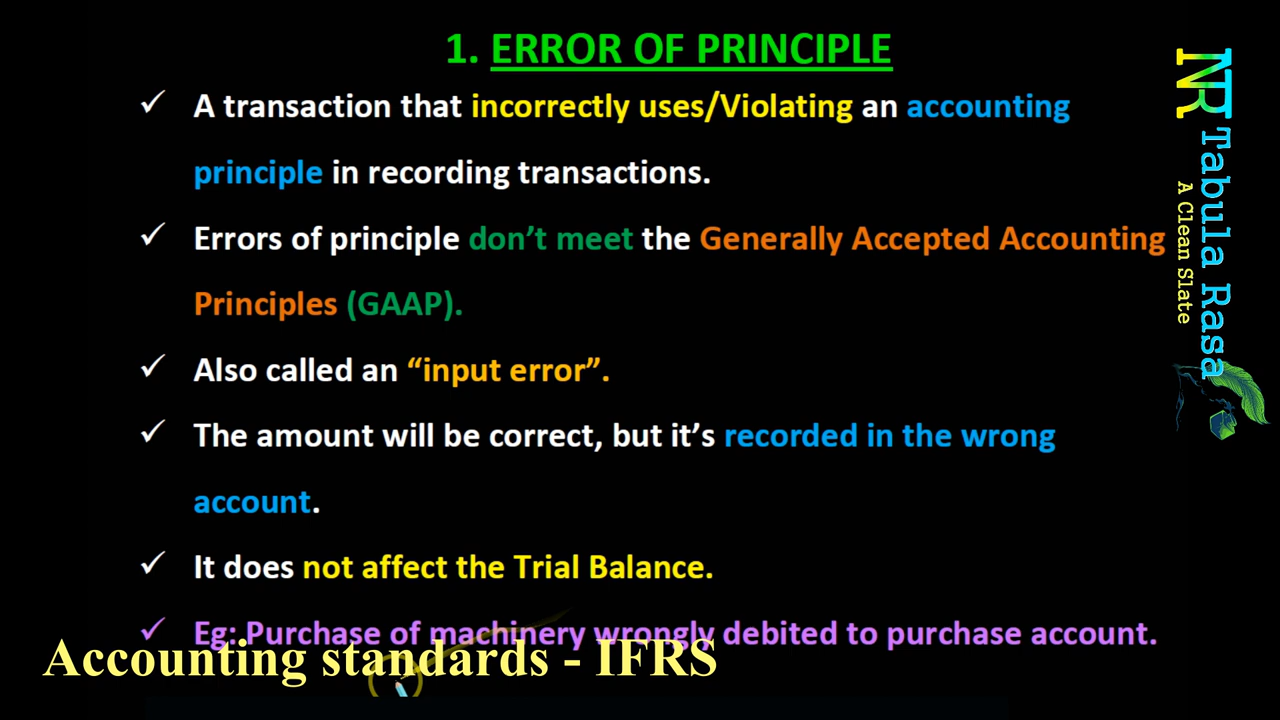 1. ERROR OF PRINCIPLE
✓ A transaction that incorrectly uses/Violating an accounting
principle in recording transactions.
✓ Errors of principle don’t meet the Generally Accepted Accounting
Principles (GAAP).
✓ Also called an “input error”.
✓ The amount will be correct, but it’s recorded in the wrong
account.
✓ It does not affect the Trial Balance.
✓ Eg: Purchase of machinery wrongly debited to purchase account.
Accounting standards - IFRS
NTR
Tabula Rasa
A Clean Slate